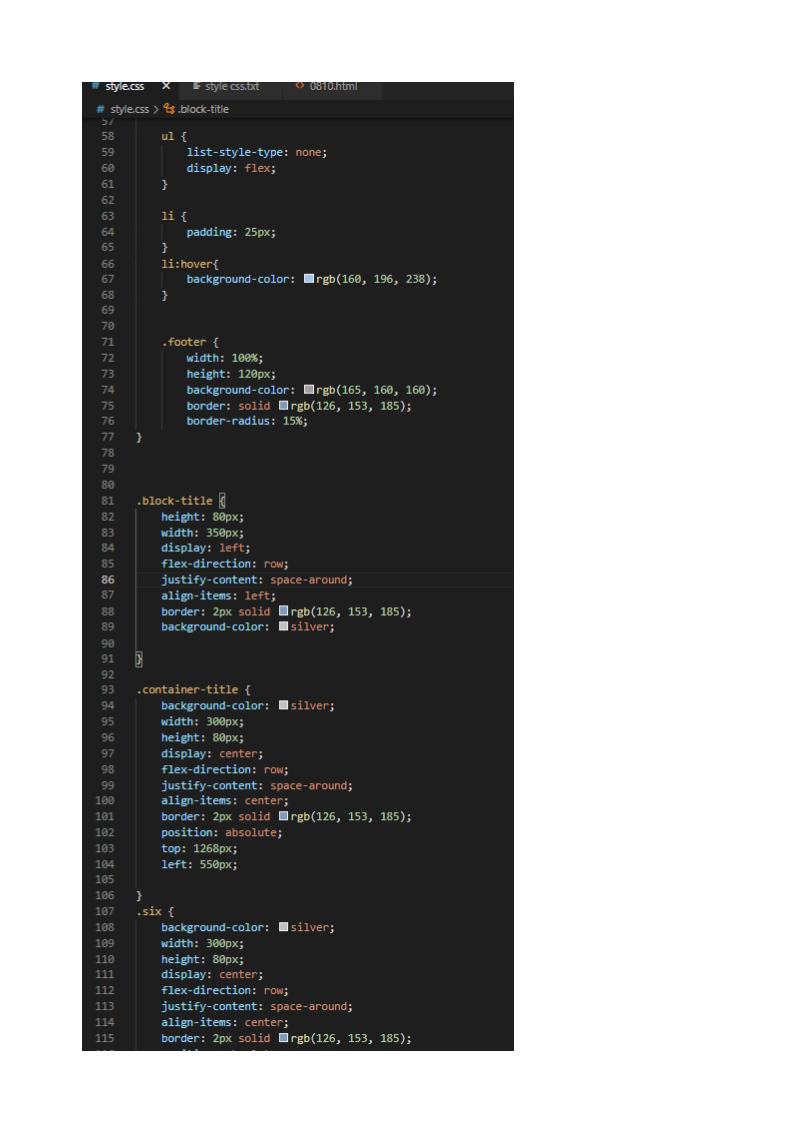 # style.css × style css.txt <> 0810.html
# style.css > .block-title
57
58 ul {
59 list-style-type: none;
60 display: flex;
61 }
62
63 li {
64 padding: 25px;
65 }
66 li:hover{
67 background-color: rgb(160, 196, 238);
68 }
69
70
71 .footer {
72 width: 100%;
73 height: 120px;
74 background-color: rgb(165, 160, 160);
75 border: solid rgb(126, 153, 185);
76 border-radius: 15%;
77 }
78
79
80
81 .block-title {
82 height: 80px;
83 width: 350px;
84 display: left;
85 flex-direction: row;
86 justify-content: space-around;
87 align-items: left;
88 border: 2px solid rgb(126, 153, 185);
89 background-color: silver;
90
91 }
92
93 .container-title {
94 background-color: silver;
95 width: 300px;
96 height: 80px;
97 display: center;
98 flex-direction: row;
99 justify-content: space-around;
100 align-items: center;
101 border: 2px solid rgb(126, 153, 185);
102 position: absolute;
103 top: 1268px;
104 left: 550px;
105
106 }
107 .six {
108 background-color: silver;
109 width: 300px;
110 height: 80px;
111 display: center;
112 flex-direction: row;
113 justify-content: space-around;
114 align-items: center;
115 border: 2px solid rgb(126, 153, 185);